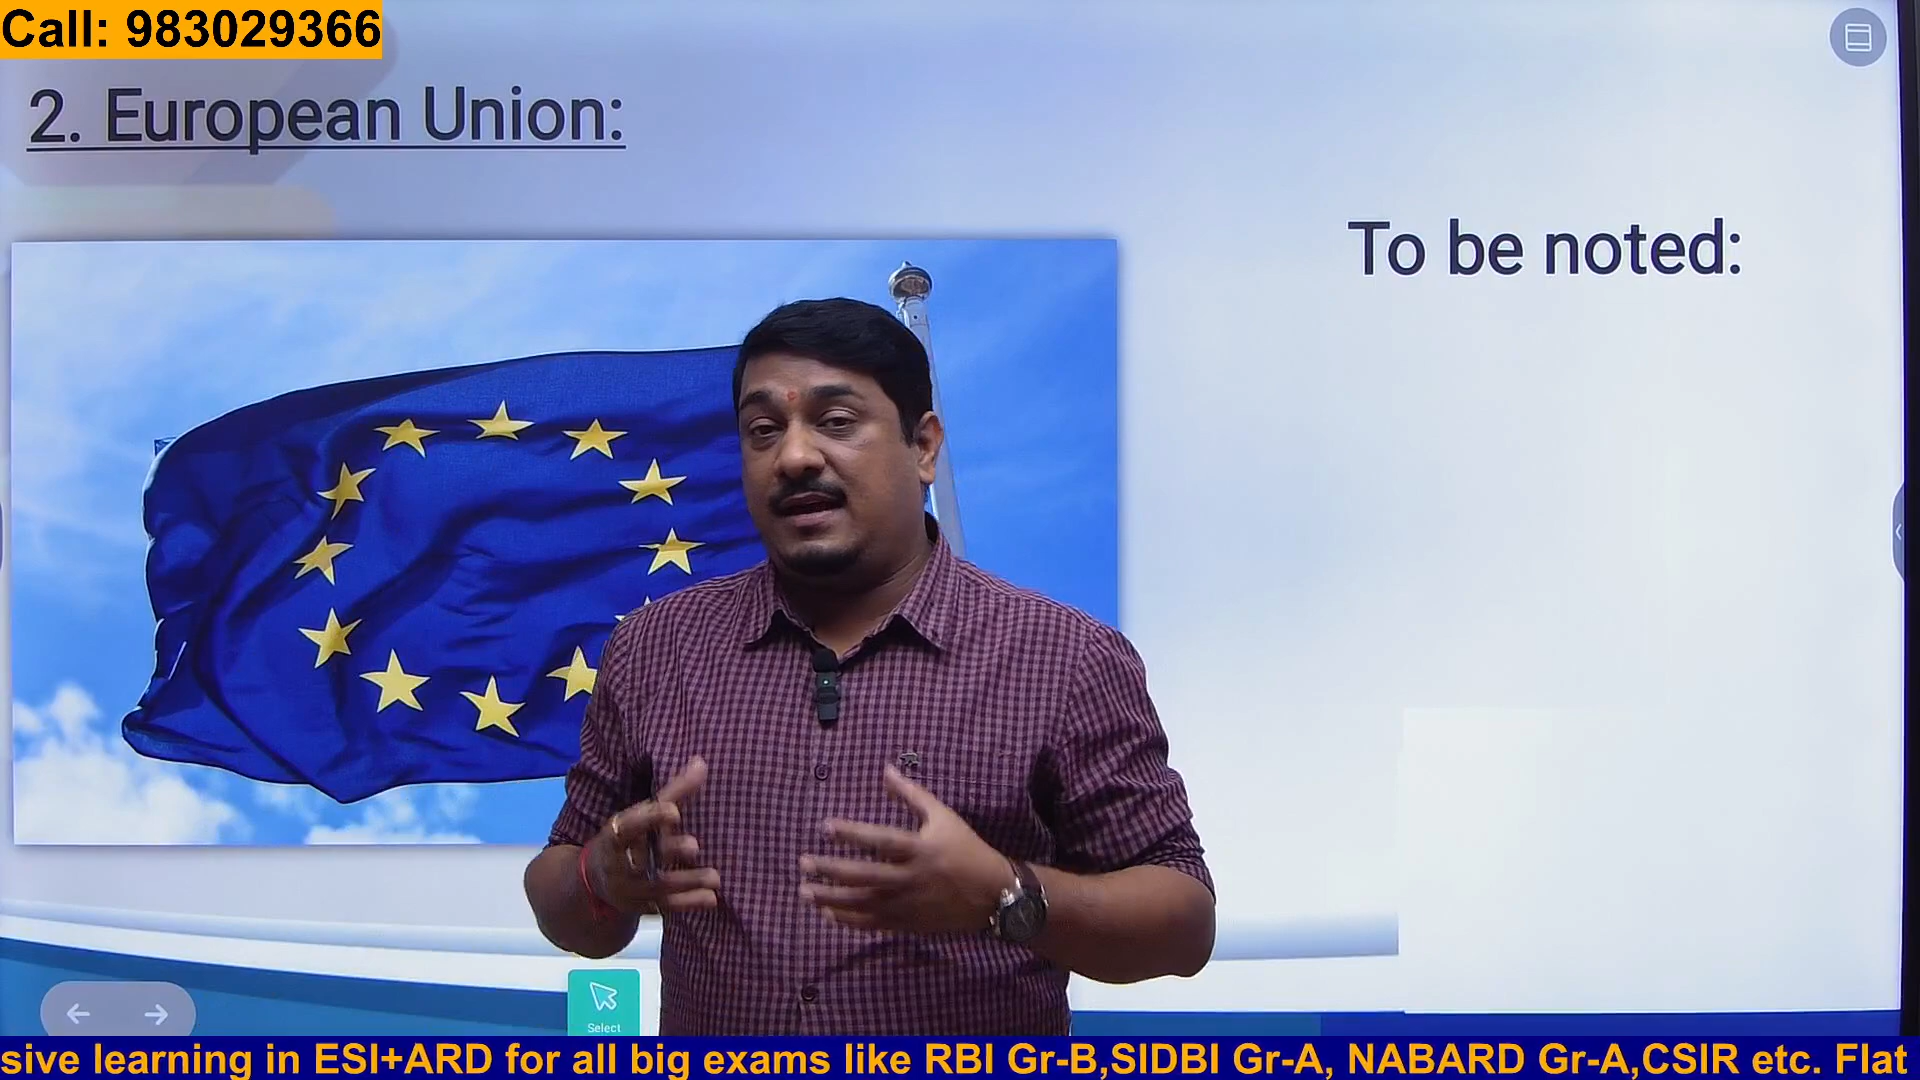 Call: 983029366
2. European Union:
To be noted:
Select
sive learning in ESI+ARD for all big exams like RBI Gr-B,SIDBI Gr-A, NABARD Gr-A,CSIR etc. Flat